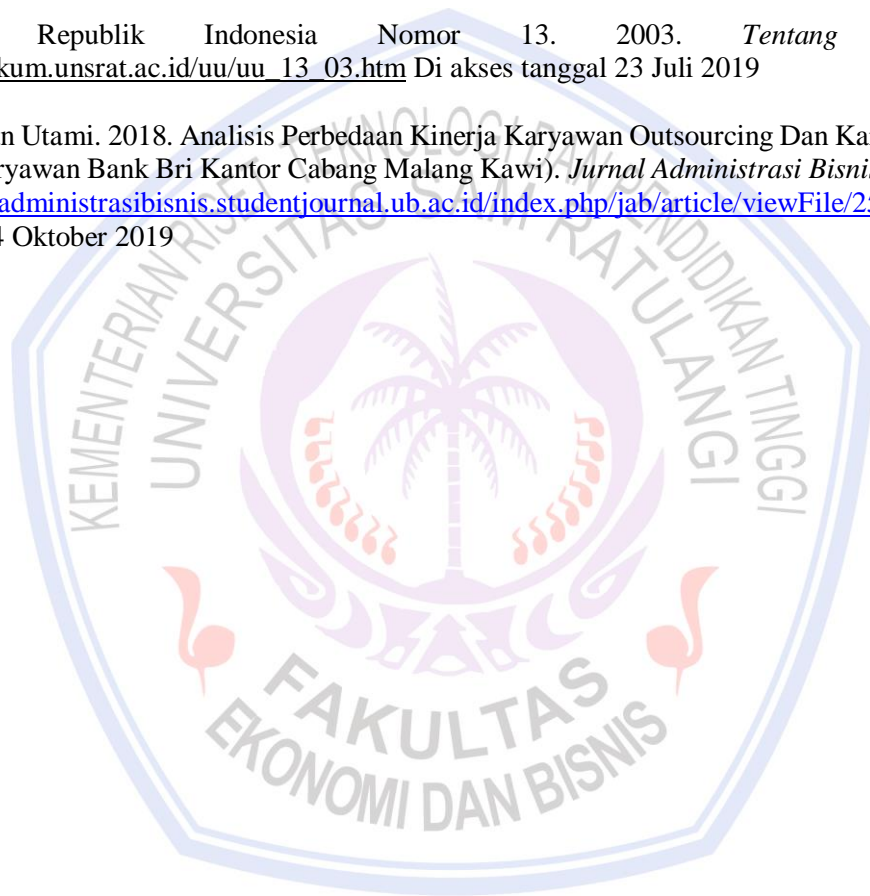 Republik Indonesia Nomor 13. 2003. Tentang
kum.unsrat.ac.id/uu/uu_13_03.htm Di akses tanggal 23 Juli 2019
n Utami. 2018. Analisis Perbedaan Kinerja Karyawan Outsourcing Dan Ka
ryawan Bank Bri Kantor Cabang Malang Kawi). Jurnal Administrasi Bisnis
administrasibisnis.studentjournal.ub.ac.id/index.php/jab/article/viewFile/2
4 Oktober 2019
KEMENTERIAN RISET TEKNOLOGI DAN PENDIDIKAN TINGGI
UNIVERSITAS SAM RATULANGI
FAKULTAS
EKONOMI DAN BISNIS